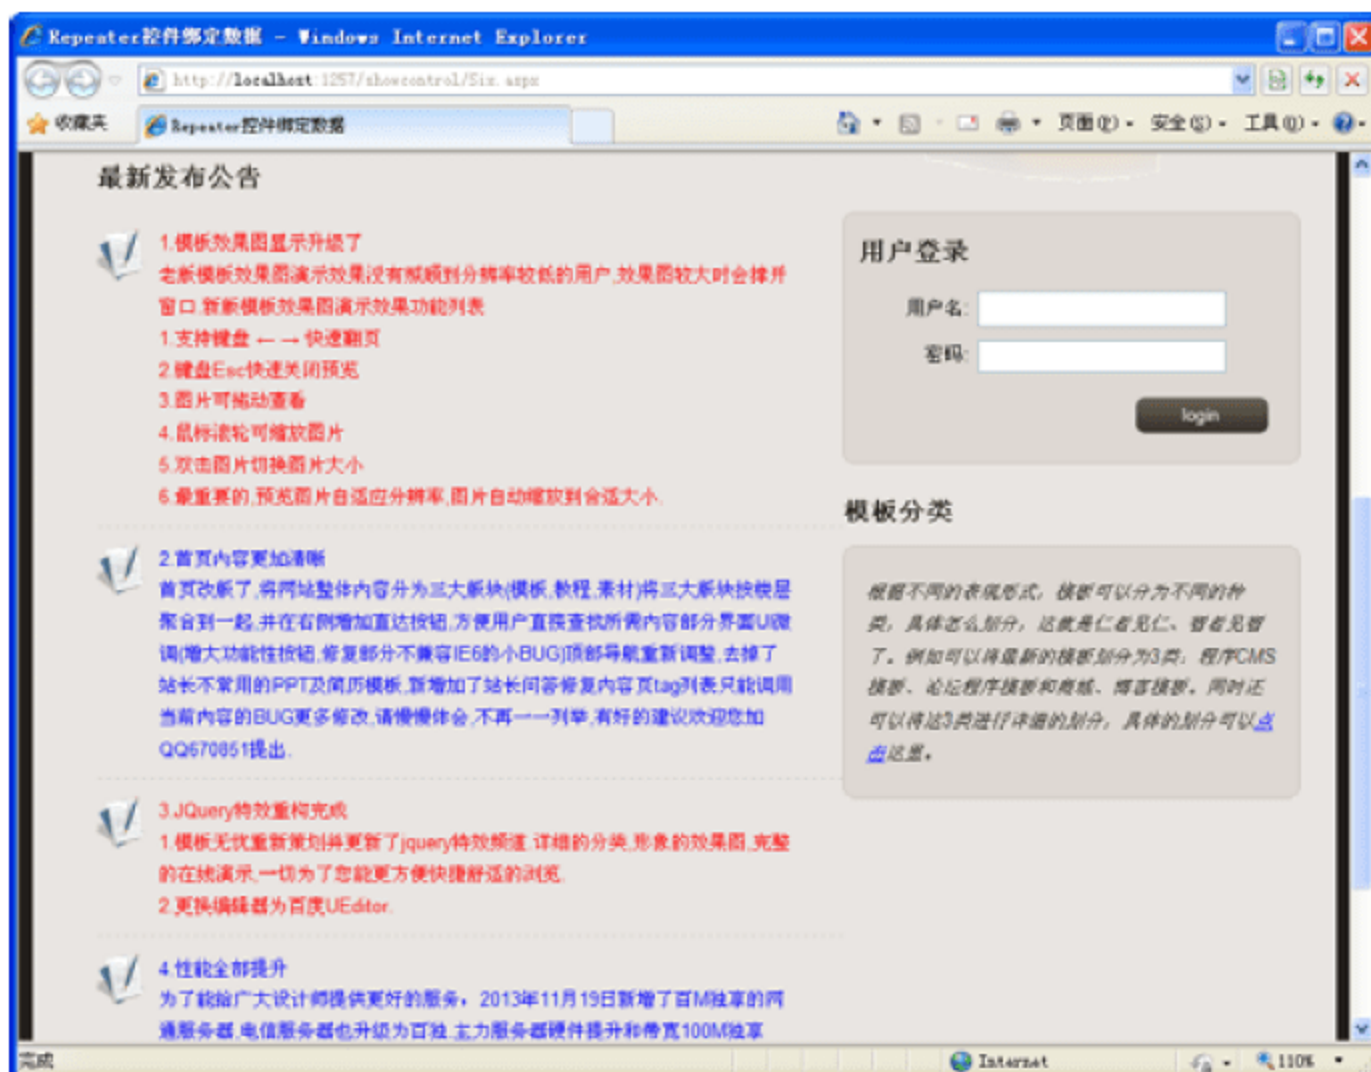 Repeater控件绑定数据 - Windows Internet Explorer
http://localhost:1257/showcontrol/Six.aspx
收藏夹
Repeater控件绑定数据
页面(P)
安全(S)
工具(O)
最新发布公告
1.模板效果图显示升级了
老版模板效果图演示效果没有照顾到分辨率较低的用户,效果图较大时会撑开
窗口.新版模板效果图演示效果功能列表
1.支持键盘 ←→ 快速翻页
2.键盘Esc快速关闭预览
3.图片可拖动查看
4.鼠标滚轮可缩放图片
5.双击图片切换图片大小
6.最重要的,预览图片自适应分辨率,图片自动缩放到合适大小.
2.首页内容更加清晰
首页改版了,将网站整体内容分为三大版块(模板,教程,素材)将三大版块按楼层
聚合到一起,并在右侧增加直达按钮,方便用户直接查找所需内容部分界面UI微
调(增大功能性按钮,修复部分不兼容IE6的小BUG)顶部导航重新调整,去掉了
站长不常用的PPT及简历模板,新增加了站长问答修复内容页tag列表只能调用
当前内容的BUG更多修改,请慢慢体会,不再一一列举,有好的建议欢迎您加
QQ670851提出.
3.JQuery特效重构完成
1.模板无忧重新策划并更新了jquery特效频道.详细的分类,形象的效果图,完整
的在线演示,一切为了您能更方便快捷舒适的浏览.
2.更换编辑器为百度UEditor.
4.性能全部提升
为了能给广大设计师提供更好的服务，2013年11月19日新增了百M独享的网
通服务器,电信服务器也升级为百独.主力服务器硬件提升和带宽100M独享
用户登录
用户名:
密码:
login
模板分类
根据不同的表现形式，模板可以分为不同的种
类，具体怎么划分，这就是仁者见仁、智者见智
了。例如可以将最新的模板划分为3类：程序CMS
模板、论坛程序模板和商城、博客模板。同时还
可以将这3类进行详细的划分，具体的划分可以点
击这里。
完成
Internet
110%